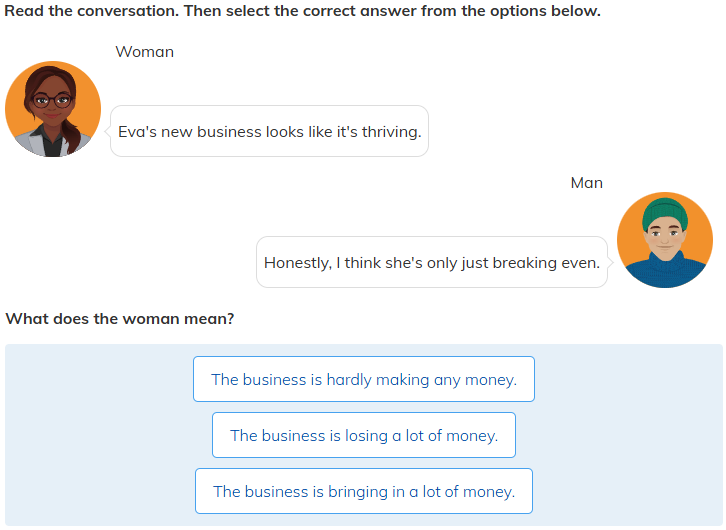 Read the conversation. Then select the correct answer from the options below.
Woman
Eva's new business looks like it's thriving.
Man
Honestly, I think she's only just breaking even.
What does the woman mean?
The business is hardly making any money.
The business is losing a lot of money.
The business is bringing in a lot of money.